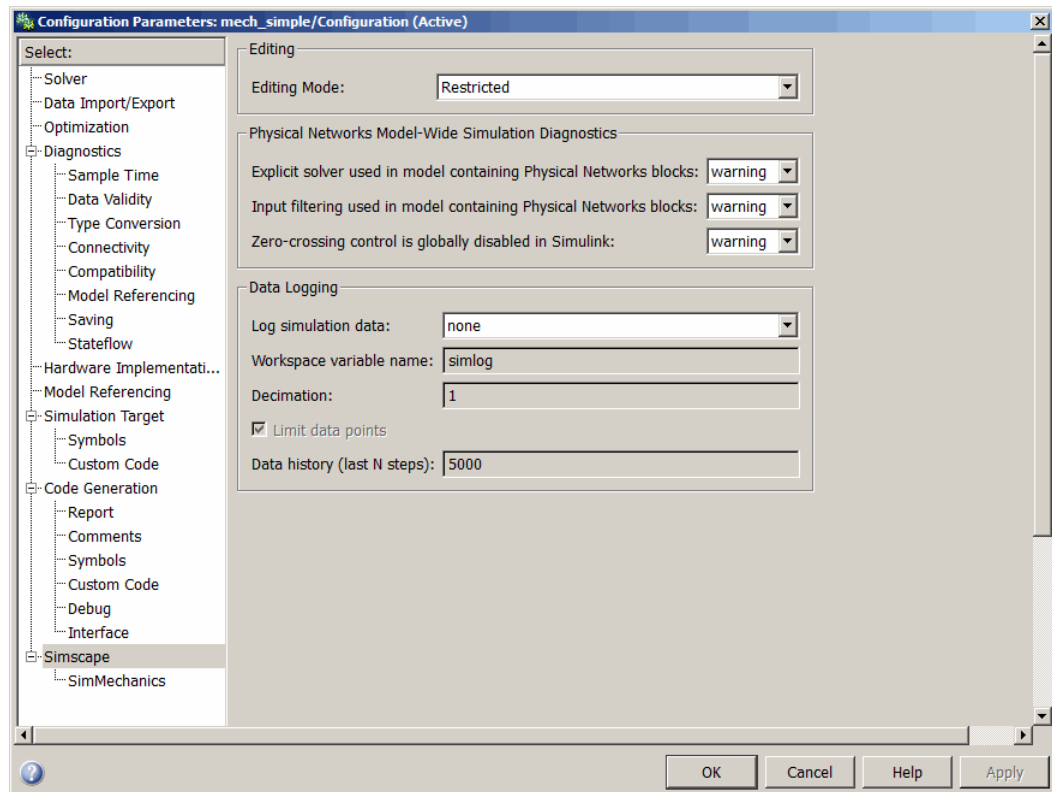 Configuration Parameters: mech_simple/Configuration (Active)
Select:
Solver
Data Import/Export
Optimization
Diagnostics
Sample Time
Data Validity
Type Conversion
Connectivity
Compatibility
Model Referencing
Saving
Stateflow
Hardware Implementati...
Model Referencing
Simulation Target
Symbols
Custom Code
Code Generation
Report
Comments
Symbols
Custom Code
Debug
Interface
Simscape
SimMechanics
Editing
Editing Mode: Restricted
Physical Networks Model-Wide Simulation Diagnostics
Explicit solver used in model containing Physical Networks blocks: warning
Input filtering used in model containing Physical Networks blocks: warning
Zero-crossing control is globally disabled in Simulink: warning
Data Logging
Log simulation data: none
Workspace variable name: simlog
Decimation: 1
Limit data points
Data history (last N steps): 5000
OK Cancel Help Apply